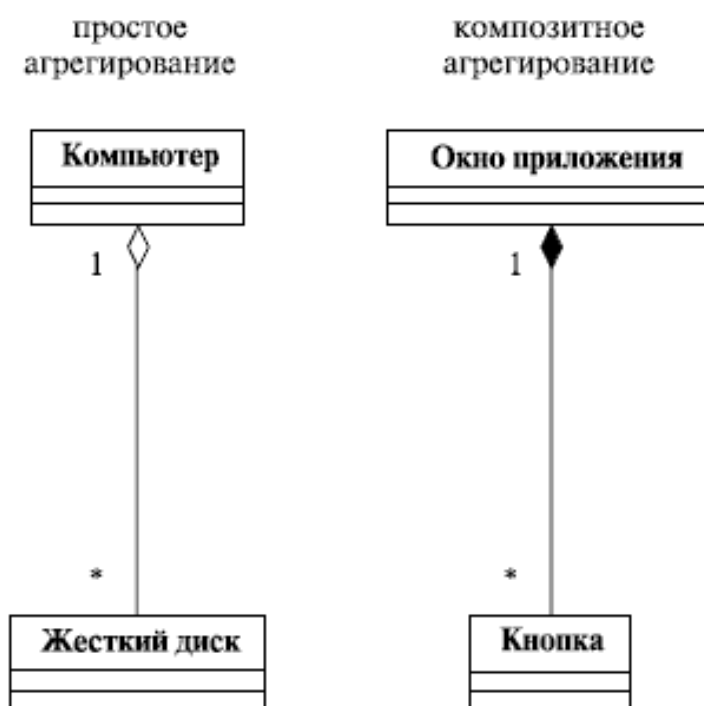 простое
агрегирование
Компьютер
1
*
Жесткий диск
композитное
агрегирование
Окно приложения
1
*
Кнопка